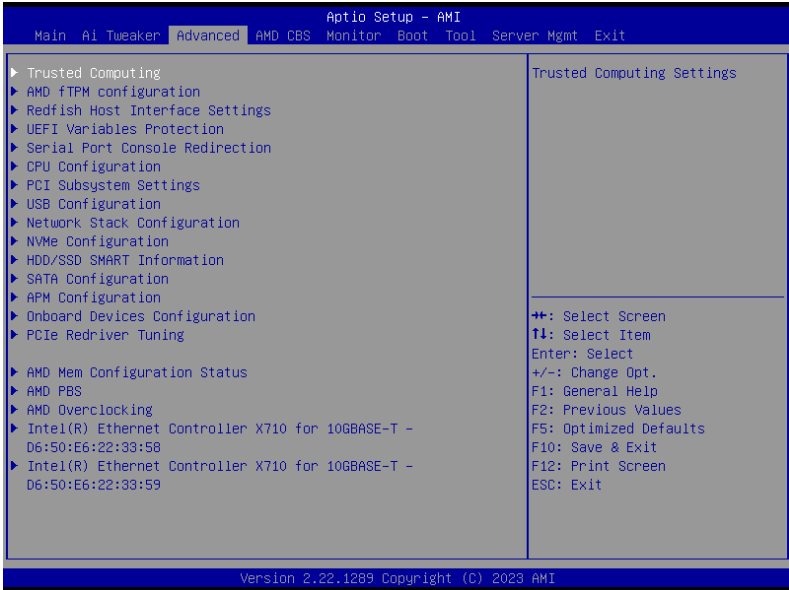 Aptio Setup – AMI
Main Ai Tweaker Advanced AMD CBS Monitor Boot Tool Server Mgmt Exit
Trusted Computing
AMD fTPM configuration
Redfish Host Interface Settings
UEFI Variables Protection
Serial Port Console Redirection
CPU Configuration
PCI Subsystem Settings
USB Configuration
Network Stack Configuration
NVMe Configuration
HDD/SSD SMART Information
SATA Configuration
APM Configuration
Onboard Devices Configuration
PCIe Redriver Tuning
AMD Mem Configuration Status
AMD PBS
AMD Overclocking
Intel(R) Ethernet Controller X710 for 10GBASE-T –
D6:50:E6:22:33:58
Intel(R) Ethernet Controller X710 for 10GBASE-T –
D6:50:E6:22:33:59
Trusted Computing Settings
→←: Select Screen
↑↓: Select Item
Enter: Select
+/-: Change Opt.
F1: General Help
F2: Previous Values
F5: Optimized Defaults
F10: Save & Exit
F12: Print Screen
ESC: Exit
Version 2.22.1289 Copyright (C) 2023 AMI